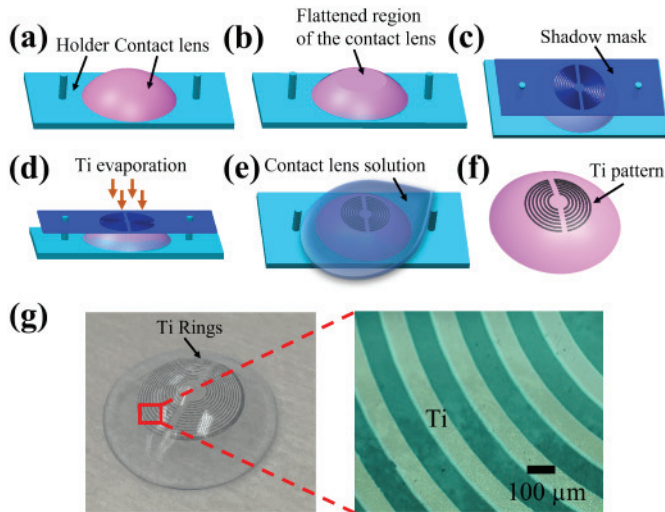 (a)
Holder Contact lens
(b)
Flattened region
of the contact lens
(c)
Shadow mask
(d)
Ti evaporation
(e)
Contact lens solution
(f)
Ti pattern
(g)
Ti Rings
Ti
100 µm